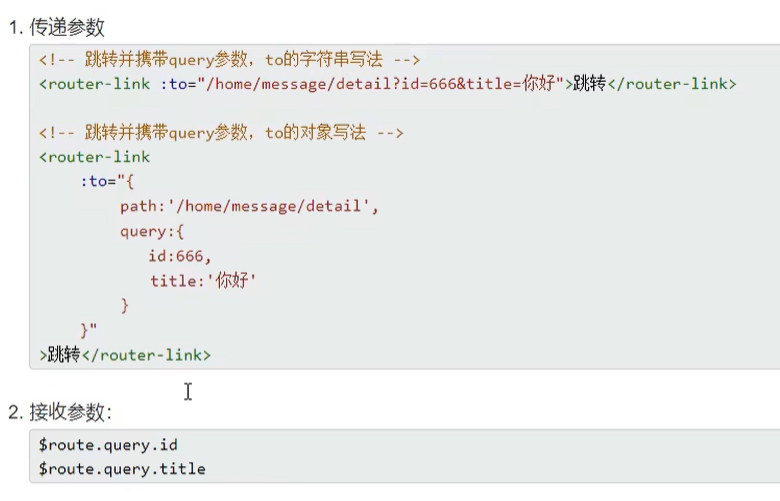 1. 传递参数
<!-- 跳转并携带query参数，to的字符串写法 -->
<router-link :to="/home/message/detail?id=666&title=你好">跳转</router-link>
<!-- 跳转并携带query参数，to的对象写法 -->
<router-link
:to="{
path:'/home/message/detail',
query:{
id:666,
title:'你好'
}
}"
>跳转</router-link>
2. 接收参数：
$route.query.id
$route.query.title